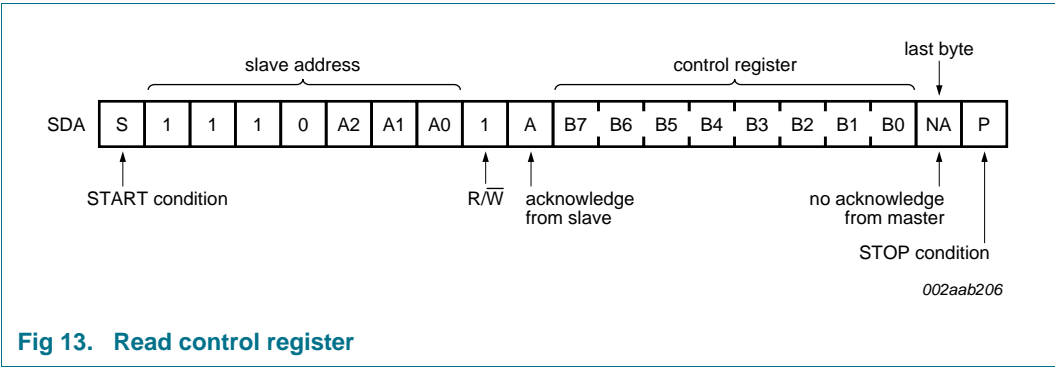 last byte
slave address control register
SDA S 1 1 1 0 A2 A1 A0 1 A B7 B6 B5 B4 B3 B2 B1 B0 NA P
START condition R/W̅ acknowledge from slave no acknowledge from master
STOP condition
002aab206
Fig 13. Read control register